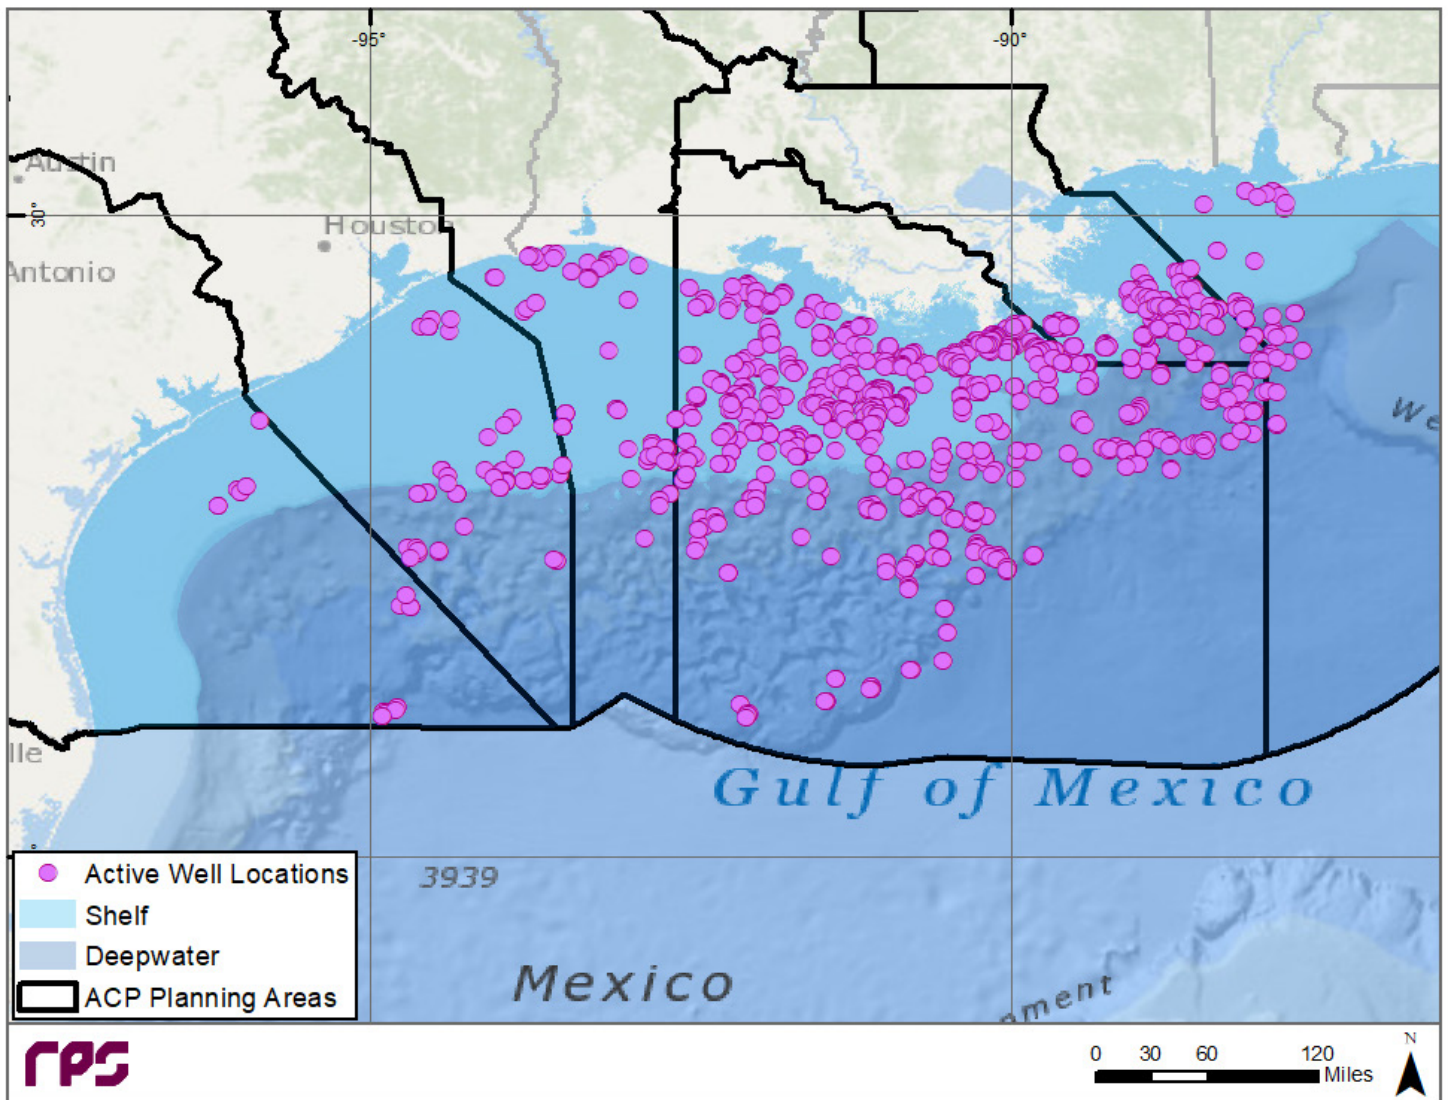 -95°
-90°
Austin
30°
Houston
Antonio
We
lle
Gulf of Mexico
3939
Active Well Locations
Shelf
Deepwater
ACP Planning Areas
Mexico
nment
rps
0 30 60 120
Miles
N